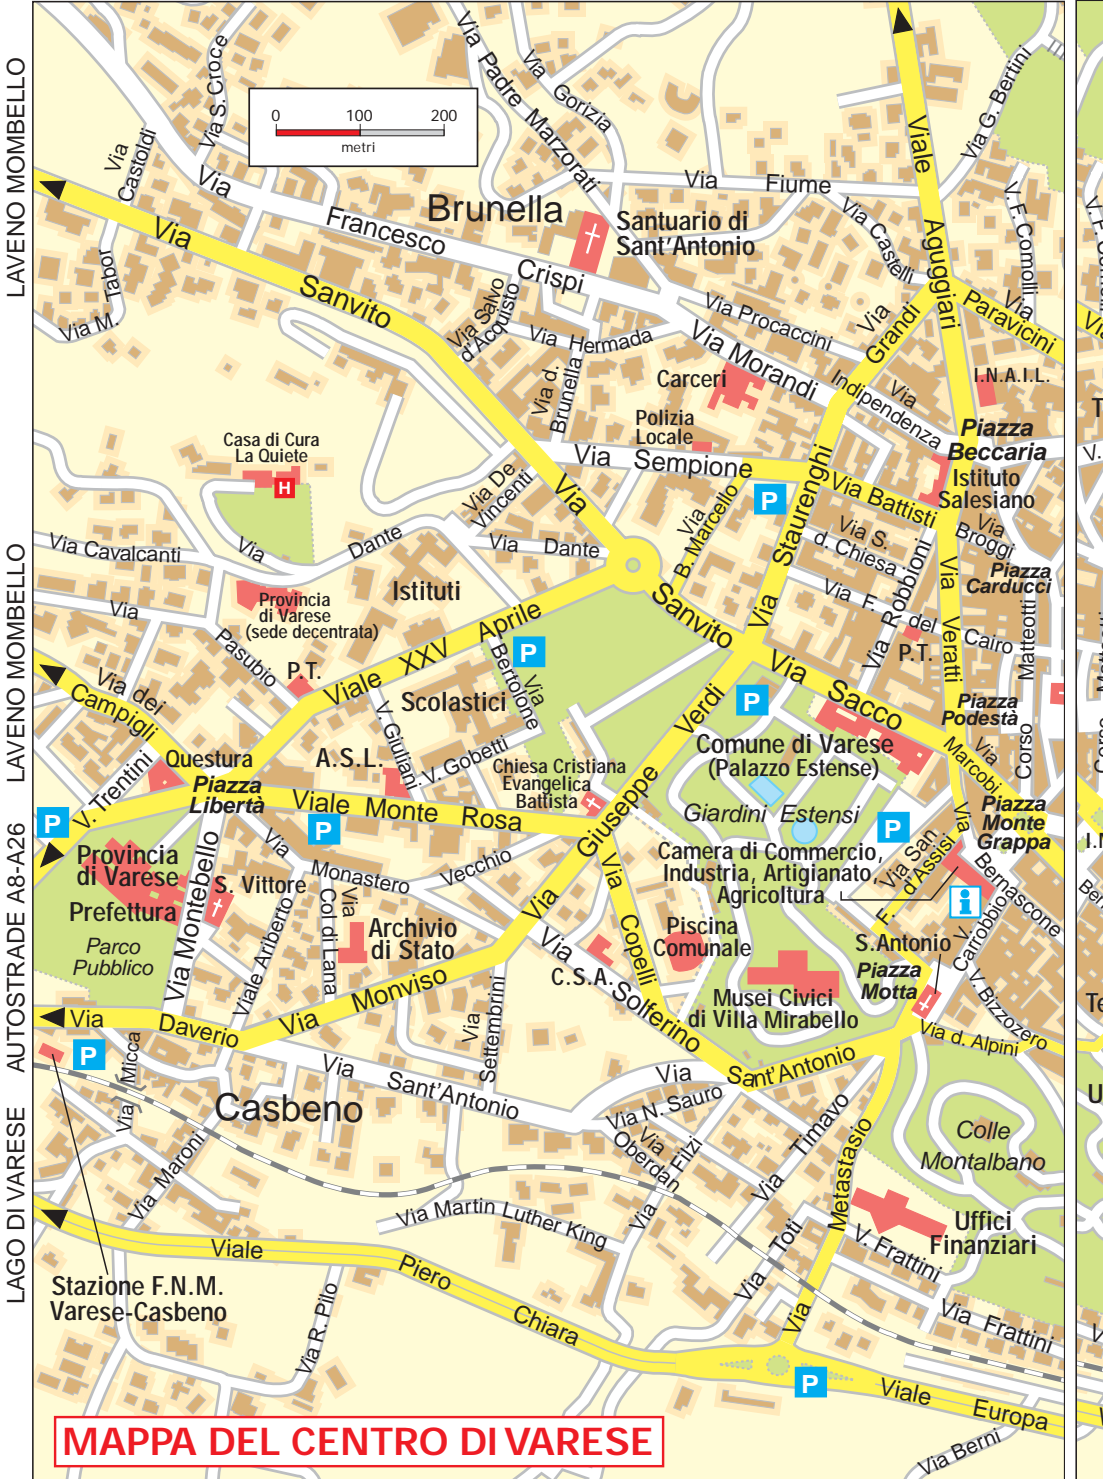 LAVENO MOMBELLO
LAVENO MOMBELLO
AUTOSTRADE A8-A26
LAGO DI VARESE
0 100 200
metri
Via S. Croce
Via
Castoldi
Via Padre Marzorati
Via Gorizia
Via G. Bertini
Viale Aguggiari
Via Fiume
V. F. Comolli
Via Castelli
Via Francesco Crispi
Brunella
Santuario di
Sant'Antonio
Via Sanvito
Via M. Tabor
Via Salvo
d'Acquisto
Via Hermada
Via d.
Brunella
Via Procaccini
Via Morandi
Via Grandi
Via Paravicini
Carceri
Via Indipendenza
I.N.A.I.L.
Polizia
Locale
Piazza
Beccaria
Istituto
Salesiano
Casa di Cura
La Quiete
H
Via Sempione
Via De
Vincenti
Via
P
Via Battisti
Via
B. Marcello
Via Staurenghi
Via S.
d. Chiesa
Via
Broggi
Piazza
Carducci
Via Cavalcanti
Via Dante
Via Dante
Istituti
Via Robbioni
Via Veratti
Provincia
di Varese
(sede decentrata)
Via Pasubio
Sanvito
Via F. del Cairo
Matteotti
Corso
P.T.
P.T.
Viale XXV Aprile
P
Via
Bertolone
Scolastici
Via dei
Campigli
V. Giuliani
V. Gobetti
Via Sacco
P
Piazza
Podestà
Via
Marcobi
Questura
Piazza
Libertà
A.S.L.
Chiesa Cristiana
Evangelica
Battista
Comune di Varese
(Palazzo Estense)
Giardini Estensi
V. Trentini
P
Viale Monte Rosa
P
Via Giuseppe Verdi
P
Piazza
Monte
Grappa
Provincia
di Varese
Prefettura
Parco
Pubblico
Via Montebello
S. Vittore
Via Monastero Vecchio
Camera di Commercio,
Industria, Artigianato,
Agricoltura
Via San
F. d'Assisi
Via
Bernascone
i
Viale Ariberto
Via
Col di Lana
Archivio
di Stato
Via Copelli
Piscina
Comunale
C.S.A.
S.Antonio
V.
Carrobbio
Piazza
Motta
V. Bizzozero
Musei Civici
di Villa Mirabello
Via Daverio
Via Monviso
Via
Settembrini
Via Solferino
Via d. Alpini
P
Via Micca
Casbeno
Via Sant'Antonio
Via Sant'Antonio
Via N. Sauro
Via
Oberdan
Via Filzi
Via Timavo
Colle
Montalbano
Via Maroni
Via Martin Luther King
Via Metastasio
Uffici
Finanziari
V. Frattini
Via Frattini
Via Toti
Stazione F.N.M.
Varese-Casbeno
Via R. Pilo
Viale Piero Chiara
P
Viale Europa
Via Berni
MAPPA DEL CENTRO DI VARESE